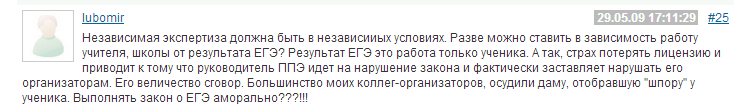 lubomir 29.05.09 17:11:29 #25
Независимая экспертиза должна быть в независииых условиях. Разве можно ставить в зависимость работу
учителя, школы от результата ЕГЭ? Результат ЕГЭ это работа только ученика. А так, страх потерять лицензию и
приводит к тому что руководитель ППЭ идет на нарушение закона и фактически заставляет нарушать его
организаторам. Его величество сговор. Большинство моих коллег-организаторов, осудили даму, отобравшую "шпору" у
ученика. Выполнять закон о ЕГЭ аморально???!!!